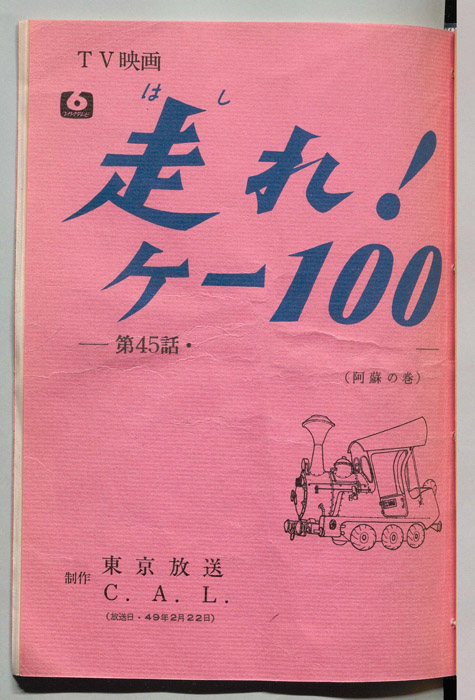 TV映画
6
は し
走れ!
ケー100
— 第45話・ —
(阿蘇の巻)
制作 東京放送
C. A. L.
(放送日・49年2月22日)